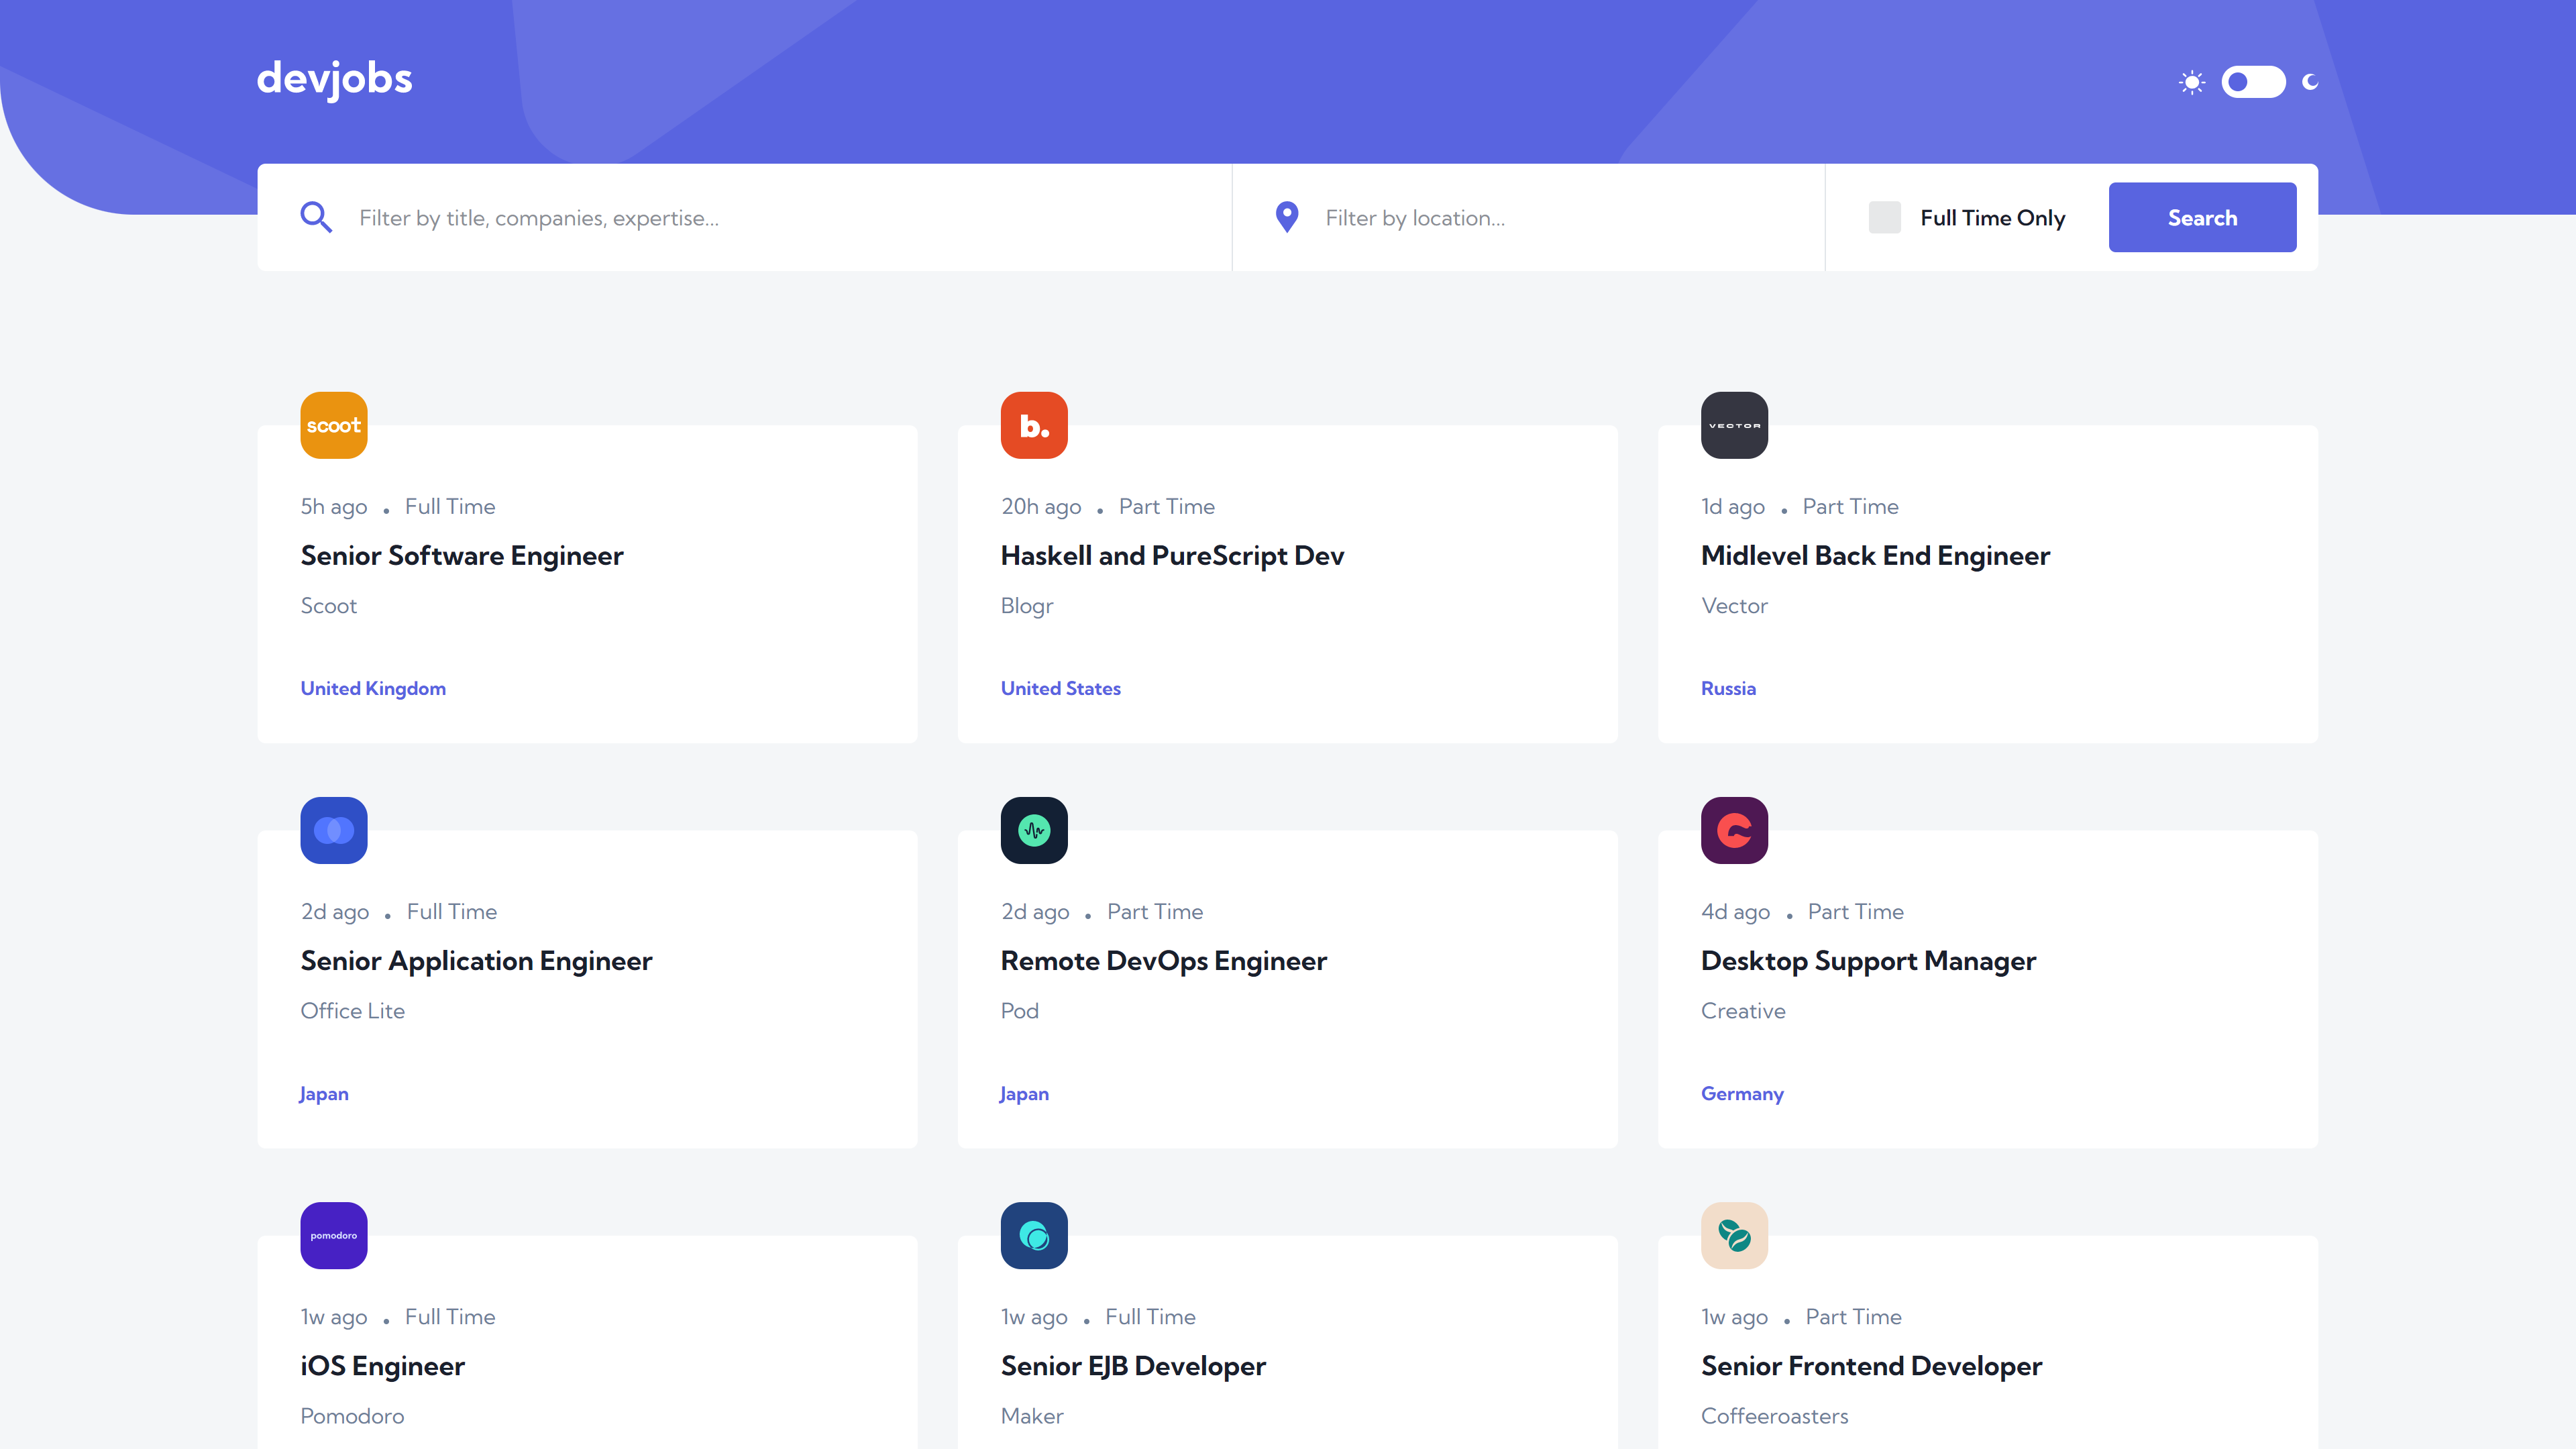 devjobs
Filter by title, companies, expertise...
Filter by location...
Full Time Only
Search
scoot
5h ago . Full Time
Senior Software Engineer
Scoot
United Kingdom
b.
20h ago . Part Time
Haskell and PureScript Dev
Blogr
United States
VECTOR
1d ago . Part Time
Midlevel Back End Engineer
Vector
Russia
2d ago . Full Time
Senior Application Engineer
Office Lite
Japan
2d ago . Part Time
Remote DevOps Engineer
Pod
Japan
4d ago . Part Time
Desktop Support Manager
Creative
Germany
pomodoro
1w ago . Full Time
iOS Engineer
Pomodoro
1w ago . Full Time
Senior EJB Developer
Maker
1w ago . Part Time
Senior Frontend Developer
Coffeeroasters